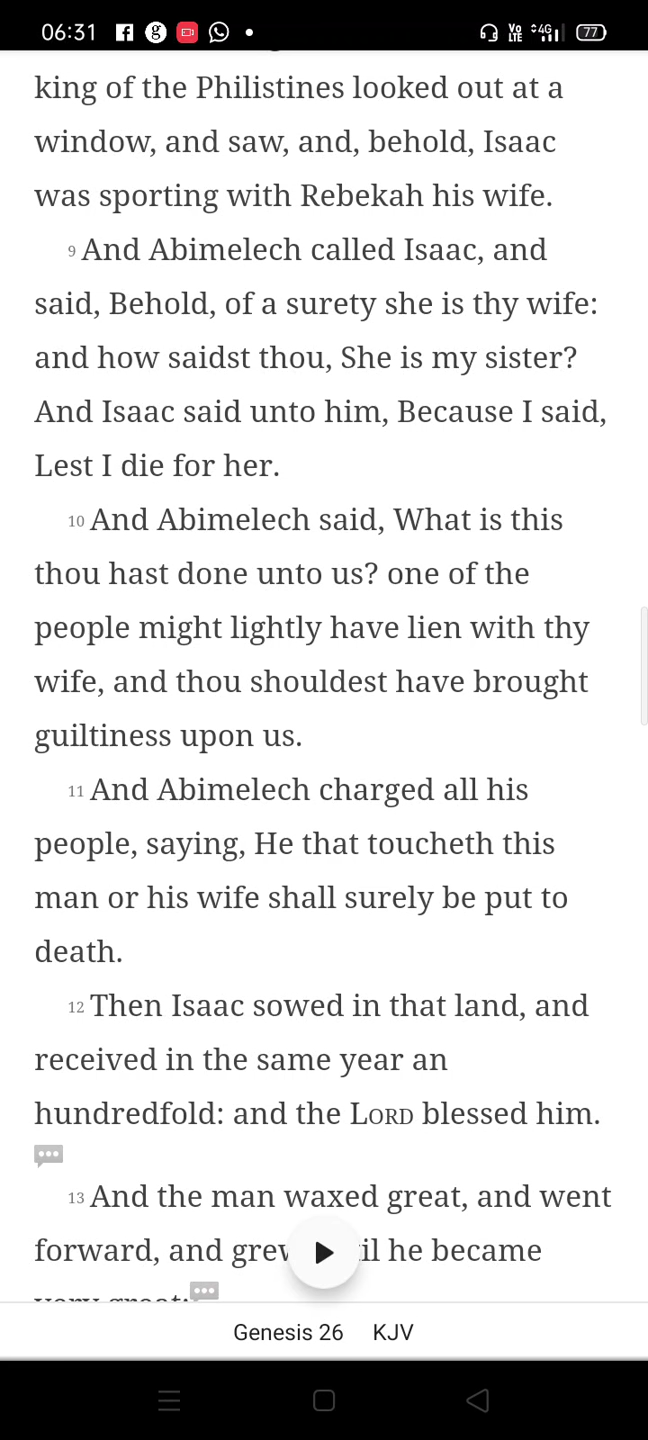 06:31
Vo LTE 4G 77
king of the Philistines looked out at a
window, and saw, and, behold, Isaac
was sporting with Rebekah his wife.
9 And Abimelech called Isaac, and
said, Behold, of a surety she is thy wife:
and how saidst thou, She is my sister?
And Isaac said unto him, Because I said,
Lest I die for her.
10 And Abimelech said, What is this
thou hast done unto us? one of the
people might lightly have lien with thy
wife, and thou shouldest have brought
guiltiness upon us.
11 And Abimelech charged all his
people, saying, He that toucheth this
man or his wife shall surely be put to
death.
12 Then Isaac sowed in that land, and
received in the same year an
hundredfold: and the LORD blessed him.
13 And the man waxed great, and went
forward, and grew he became
very great:
Genesis 26 KJV